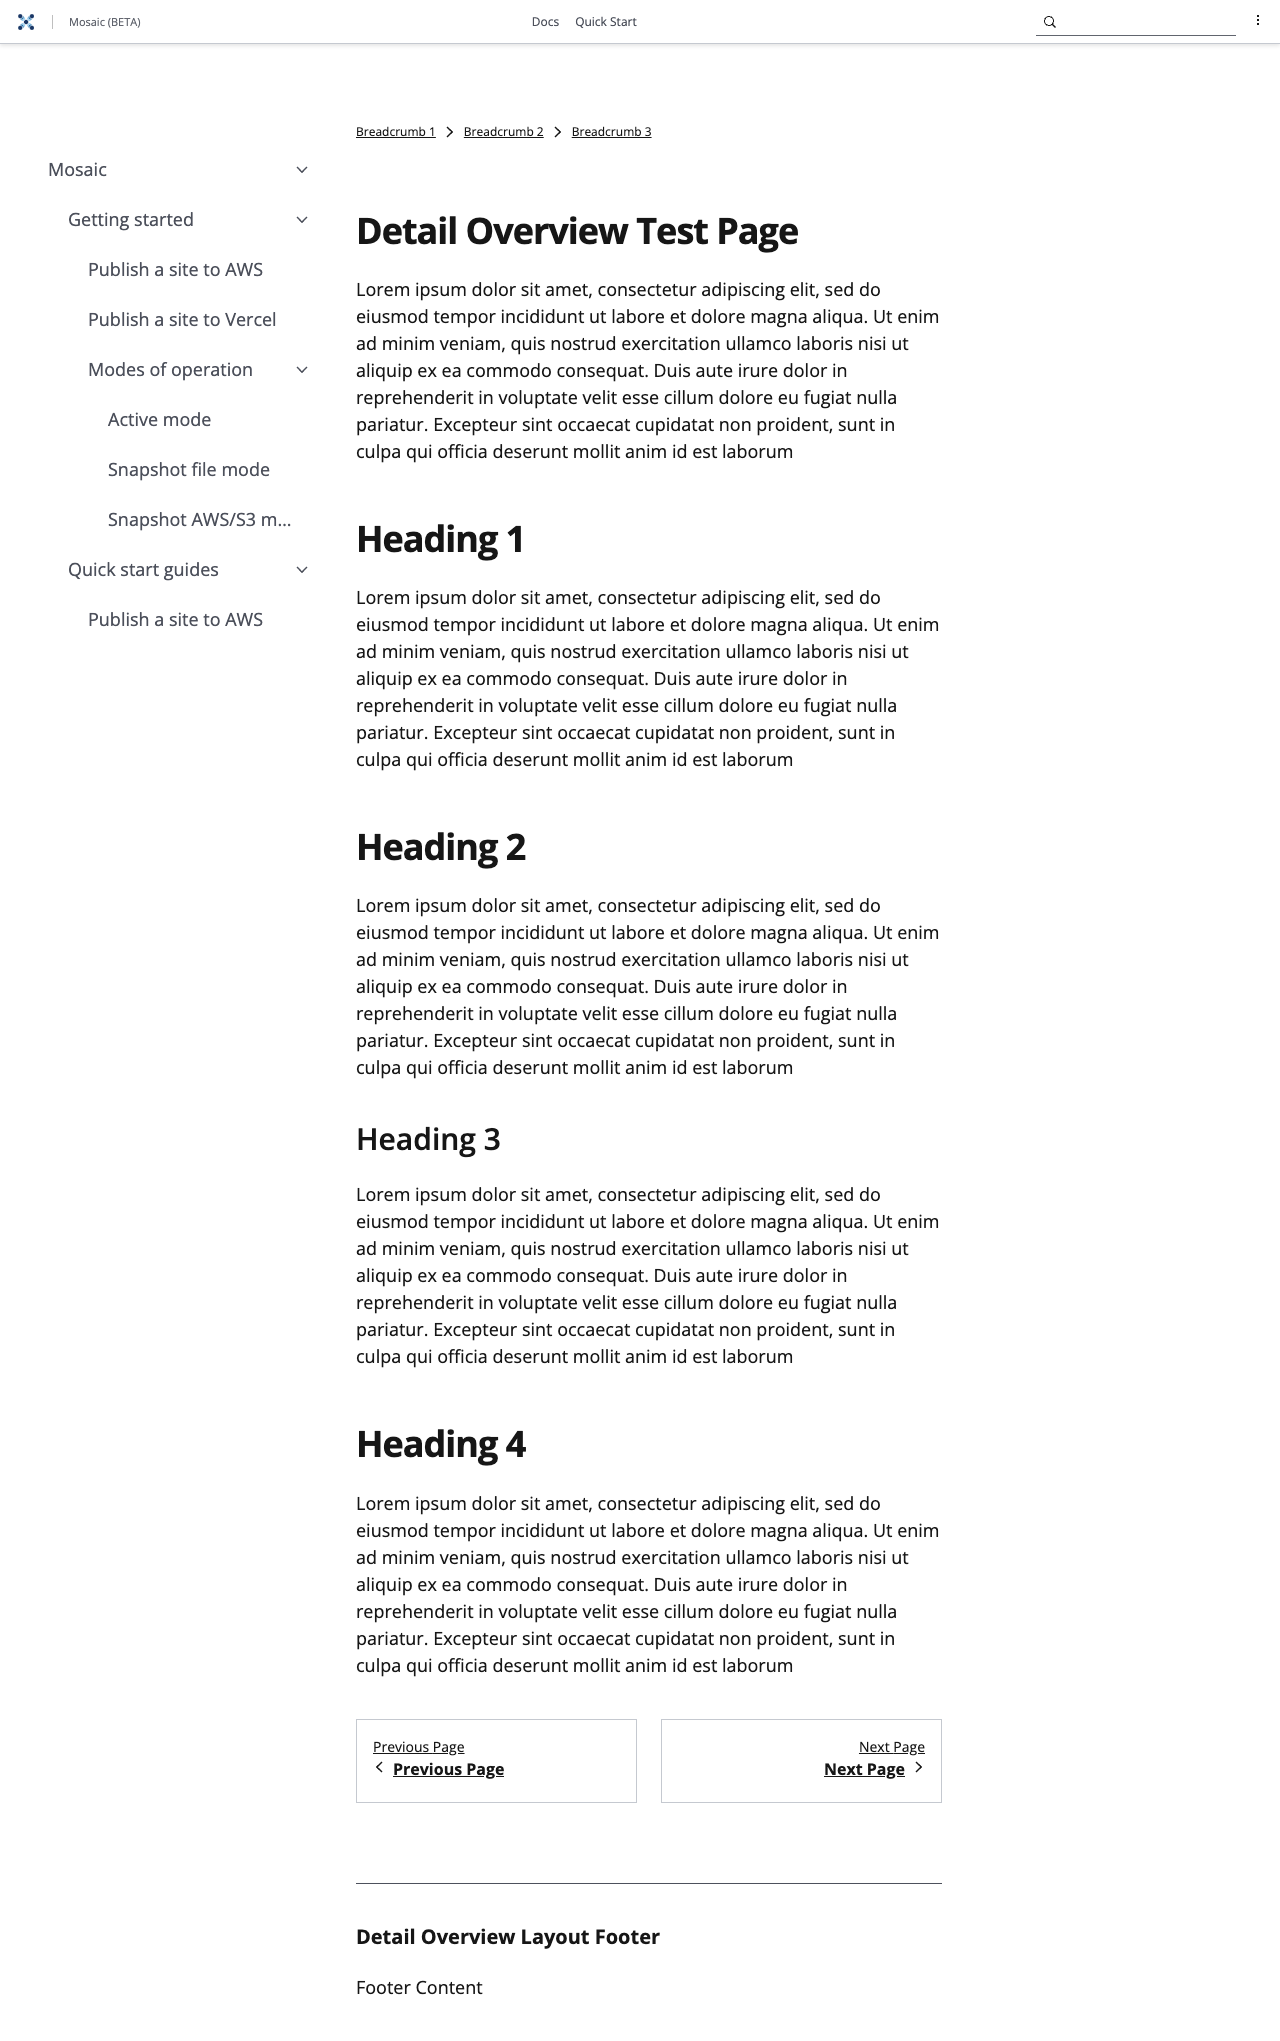 Mosaic (BETA)
Docs
Quick Start
Breadcrumb 1
Breadcrumb 2
Breadcrumb 3
Mosaic
Getting started
Publish a site to AWS
Publish a site to Vercel
Modes of operation
Active mode
Snapshot file mode
Snapshot AWS/S3 m...
Quick start guides
Publish a site to AWS
Detail Overview Test Page
Lorem ipsum dolor sit amet, consectetur adipiscing elit, sed do
eiusmod tempor incididunt ut labore et dolore magna aliqua. Ut enim
ad minim veniam, quis nostrud exercitation ullamco laboris nisi ut
aliquip ex ea commodo consequat. Duis aute irure dolor in
reprehenderit in voluptate velit esse cillum dolore eu fugiat nulla
pariatur. Excepteur sint occaecat cupidatat non proident, sunt in
culpa qui officia deserunt mollit anim id est laborum
Heading 1
Lorem ipsum dolor sit amet, consectetur adipiscing elit, sed do
eiusmod tempor incididunt ut labore et dolore magna aliqua. Ut enim
ad minim veniam, quis nostrud exercitation ullamco laboris nisi ut
aliquip ex ea commodo consequat. Duis aute irure dolor in
reprehenderit in voluptate velit esse cillum dolore eu fugiat nulla
pariatur. Excepteur sint occaecat cupidatat non proident, sunt in
culpa qui officia deserunt mollit anim id est laborum
Heading 2
Lorem ipsum dolor sit amet, consectetur adipiscing elit, sed do
eiusmod tempor incididunt ut labore et dolore magna aliqua. Ut enim
ad minim veniam, quis nostrud exercitation ullamco laboris nisi ut
aliquip ex ea commodo consequat. Duis aute irure dolor in
reprehenderit in voluptate velit esse cillum dolore eu fugiat nulla
pariatur. Excepteur sint occaecat cupidatat non proident, sunt in
culpa qui officia deserunt mollit anim id est laborum
Heading 3
Lorem ipsum dolor sit amet, consectetur adipiscing elit, sed do
eiusmod tempor incididunt ut labore et dolore magna aliqua. Ut enim
ad minim veniam, quis nostrud exercitation ullamco laboris nisi ut
aliquip ex ea commodo consequat. Duis aute irure dolor in
reprehenderit in voluptate velit esse cillum dolore eu fugiat nulla
pariatur. Excepteur sint occaecat cupidatat non proident, sunt in
culpa qui officia deserunt mollit anim id est laborum
Heading 4
Lorem ipsum dolor sit amet, consectetur adipiscing elit, sed do
eiusmod tempor incididunt ut labore et dolore magna aliqua. Ut enim
ad minim veniam, quis nostrud exercitation ullamco laboris nisi ut
aliquip ex ea commodo consequat. Duis aute irure dolor in
reprehenderit in voluptate velit esse cillum dolore eu fugiat nulla
pariatur. Excepteur sint occaecat cupidatat non proident, sunt in
culpa qui officia deserunt mollit anim id est laborum
Previous Page
Previous Page
Next Page
Next Page
Detail Overview Layout Footer
Footer Content